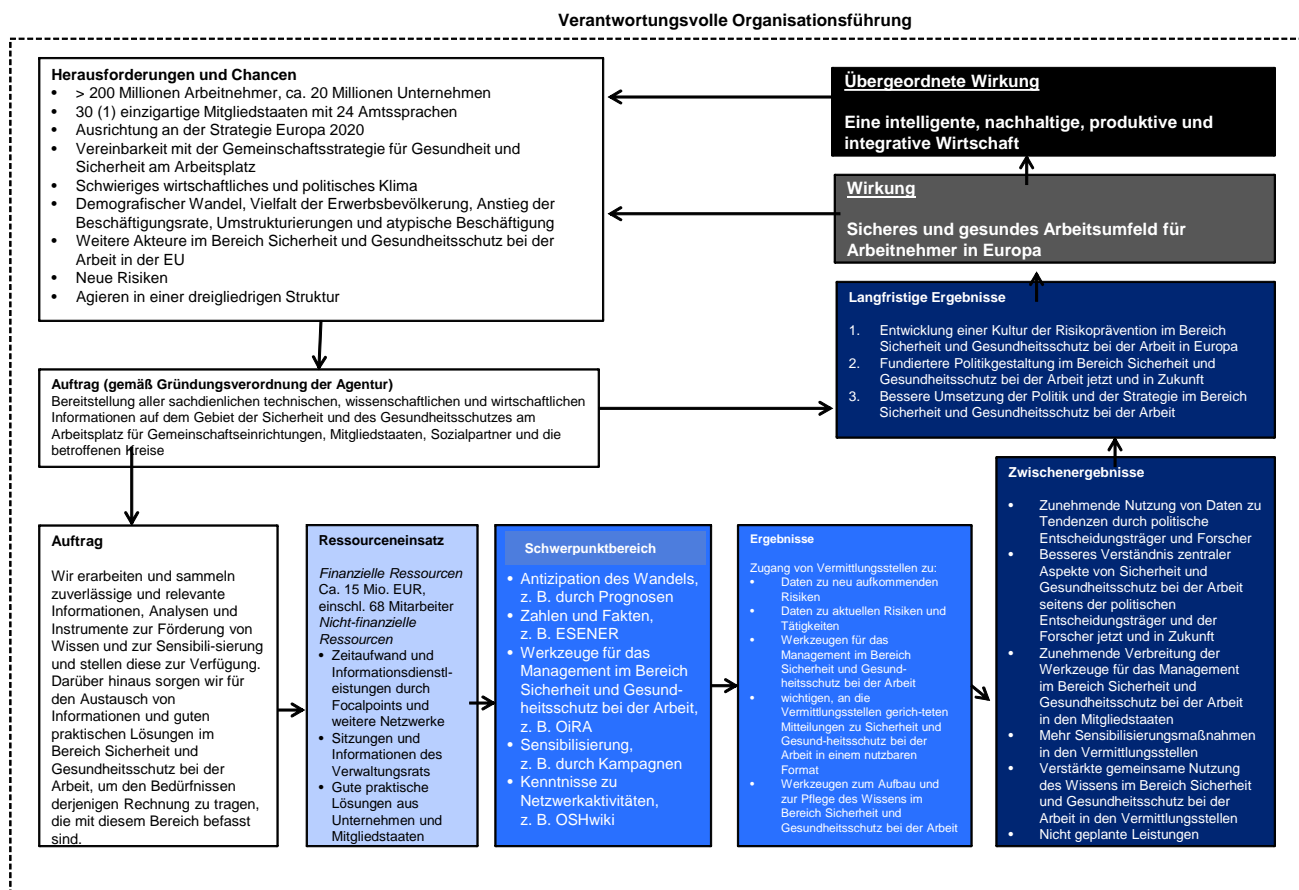 Verantwortungsvolle Organisationsführung
Herausforderungen und Chancen
• > 200 Millionen Arbeitnehmer, ca. 20 Millionen Unternehmen
• 30 (1) einzigartige Mitgliedstaaten mit 24 Amtssprachen
• Ausrichtung an der Strategie Europa 2020
• Vereinbarkeit mit der Gemeinschaftsstrategie für Gesundheit und
Sicherheit am Arbeitsplatz
• Schwieriges wirtschaftliches und politisches Klima
• Demografischer Wandel, Vielfalt der Erwerbsbevölkerung, Anstieg der
Beschäftigungsrate, Umstrukturierungen und atypische Beschäftigung
• Weitere Akteure im Bereich Sicherheit und Gesundheitsschutz bei der
Arbeit in der EU
• Neue Risiken
• Agieren in einer dreigliedrigen Struktur
Übergeordnete Wirkung
Eine intelligente, nachhaltige, produktive und
integrative Wirtschaft
Wirkung
Sicheres und gesundes Arbeitsumfeld für
Arbeitnehmer in Europa
Langfristige Ergebnisse
1. Entwicklung einer Kultur der Risikoprävention im Bereich
Sicherheit und Gesundheitsschutz bei der Arbeit in Europa
2. Fundiertere Politikgestaltung im Bereich Sicherheit und
Gesundheitsschutz bei der Arbeit jetzt und in Zukunft
3. Bessere Umsetzung der Politik und der Strategie im Bereich
Sicherheit und Gesundheitsschutz bei der Arbeit
Auftrag (gemäß Gründungsverordnung der Agentur)
Bereitstellung aller sachdienlichen technischen, wissenschaftlichen und wirtschaftlichen
Informationen auf dem Gebiet der Sicherheit und des Gesundheitsschutzes am
Arbeitsplatz für Gemeinschaftseinrichtungen, Mitgliedstaaten, Sozialpartner und die
betroffenen Kreise
Auftrag
Wir erarbeiten und sammeln
zuverlässige und relevante
Informationen, Analysen und
Instrumente zur Förderung von
Wissen und zur Sensibili-sierung
und stellen diese zur Verfügung.
Darüber hinaus sorgen wir für
den Austausch von
Informationen und guten
praktischen Lösungen im
Bereich Sicherheit und
Gesundheitsschutz bei der
Arbeit, um den Bedürfnissen
derjenigen Rechnung zu tragen,
die mit diesem Bereich befasst
sind.
Ressourceneinsatz
Finanzielle Ressourcen
Ca. 15 Mio. EUR,
einschl. 68 Mitarbeiter
Nicht-finanzielle
Ressourcen
• Zeitaufwand und
Informationsdienstl-
eistungen durch
Focalpoints und
weitere Netzwerke
• Sitzungen und
Informationen des
Verwaltungsrats
• Gute praktische
Lösungen aus
Unternehmen und
Mitgliedstaaten
Schwerpunktbereich
• Antizipation des Wandels,
z. B. durch Prognosen
• Zahlen und Fakten,
z. B. ESENER
• Werkzeuge für das
Management im Bereich
Sicherheit und Gesund-
heitsschutz bei der Arbeit,
z. B. OiRA
• Sensibilisierung,
z. B. durch Kampagnen
• Kenntnisse zu
Netzwerkaktivitäten,
z. B. OSHwiki
Ergebnisse
Zugang von Vermittlungsstellen zu:
• Daten zu neu aufkommenden
Risiken
• Daten zu aktuellen Risiken und
Tätigkeiten
• Werkzeugen für das
Management im Bereich
Sicherheit und Gesund-
heitsschutz bei der Arbeit
• wichtigen, an die
Vermittlungsstellen gerich-teten
Mitteilungen zu Sicherheit und
Gesund-heitsschutz bei der
Arbeit in einem nutzbaren
Format
• Werkzeugen zum Aufbau und
zur Pflege des Wissens im
Bereich Sicherheit und
Gesundheitsschutz bei der Arbeit
Zwischenergebnisse
• Zunehmende Nutzung von Daten zu
Tendenzen durch politische
Entscheidungsträger und Forscher
• Besseres Verständnis zentraler
Aspekte von Sicherheit und
Gesundheitsschutz bei der Arbeit
seitens der politischen
Entscheidungsträger und der
Forscher jetzt und in Zukunft
• Zunehmende Verbreitung der
Werkzeuge für das Management
im Bereich Sicherheit und
Gesundheitsschutz bei der Arbeit
in den Mitgliedstaaten
• Mehr Sensibilisierungsmaßnahmen
in den Vermittlungsstellen
• Verstärkte gemeinsame Nutzung
des Wissens im Bereich Sicherheit
und Gesundheitsschutz bei der
Arbeit in den Vermittlungsstellen
• Nicht geplante Leistungen